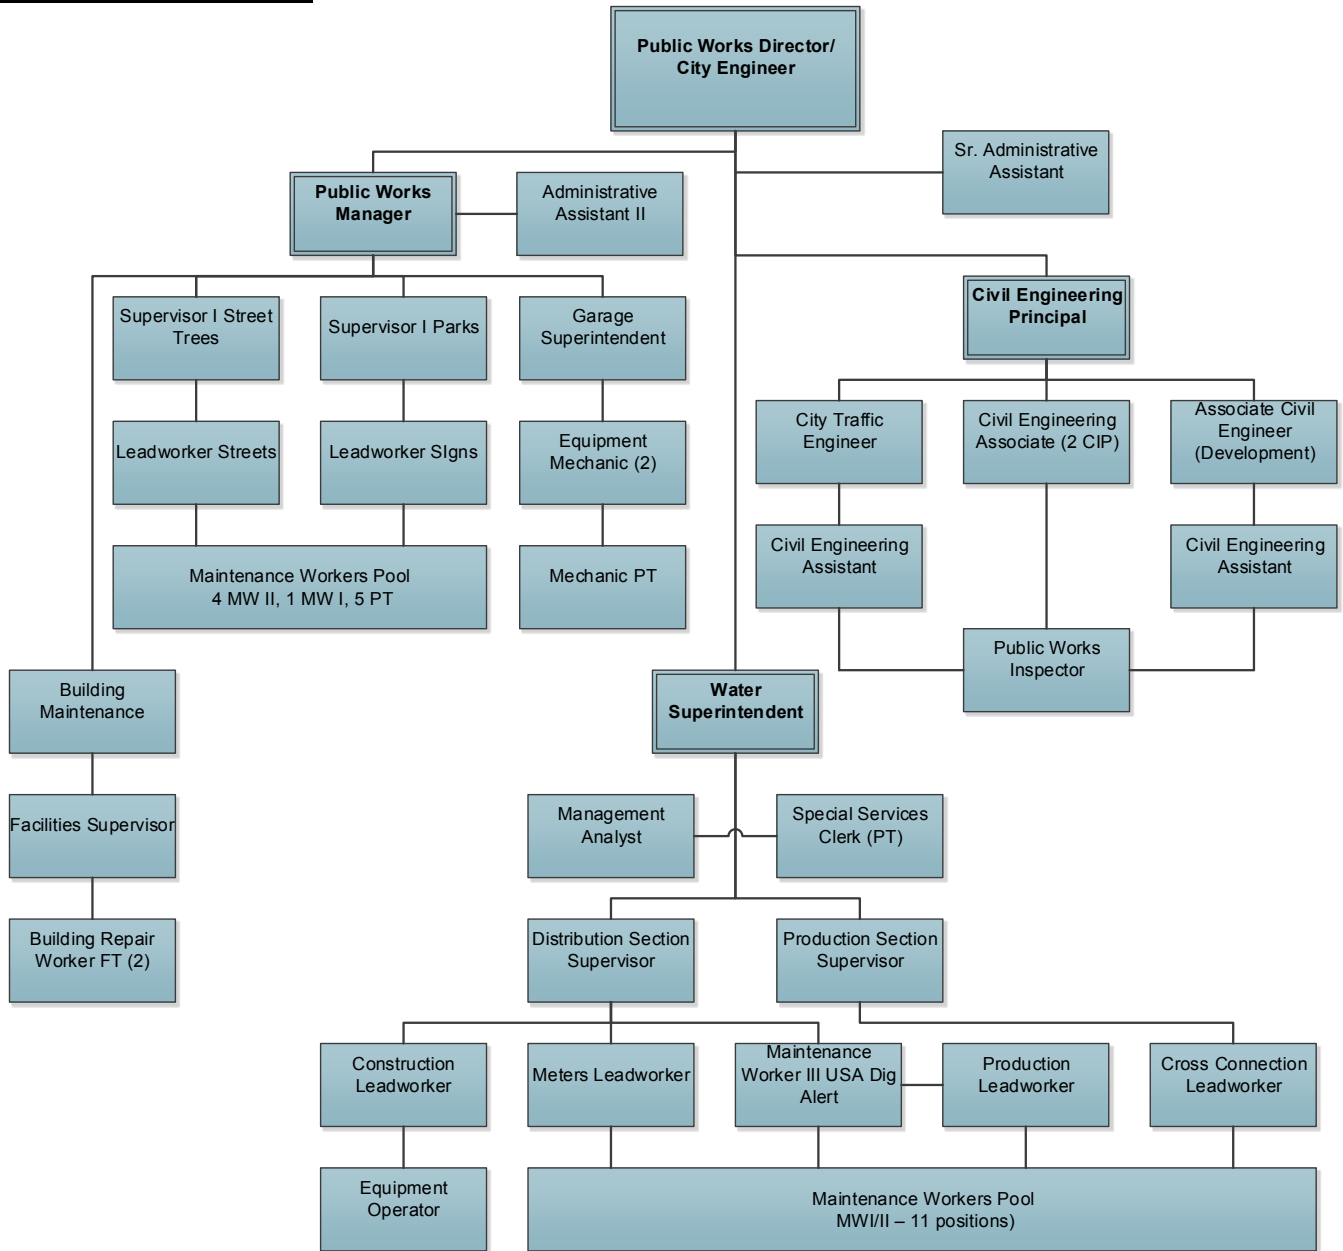 Public Works Director/
City Engineer
Sr. Administrative
Assistant
Public Works
Manager
Administrative
Assistant II
Civil Engineering
Principal
Supervisor I Street
Trees
Supervisor I Parks
Garage
Superintendent
City Traffic
Engineer
Civil Engineering
Associate (2 CIP)
Associate Civil
Engineer
(Development)
Leadworker Streets
Leadworker SIgns
Equipment
Mechanic (2)
Civil Engineering
Assistant
Civil Engineering
Assistant
Maintenance Workers Pool
4 MW II, 1 MW I, 5 PT
Mechanic PT
Public Works
Inspector
Building
Maintenance
Water
Superintendent
Facilities Supervisor
Management
Analyst
Special Services
Clerk (PT)
Building Repair
Worker FT (2)
Distribution Section
Supervisor
Production Section
Supervisor
Construction
Leadworker
Meters Leadworker
Maintenance
Worker III USA Dig
Alert
Production
Leadworker
Cross Connection
Leadworker
Equipment
Operator
Maintenance Workers Pool
MWI/II – 11 positions)